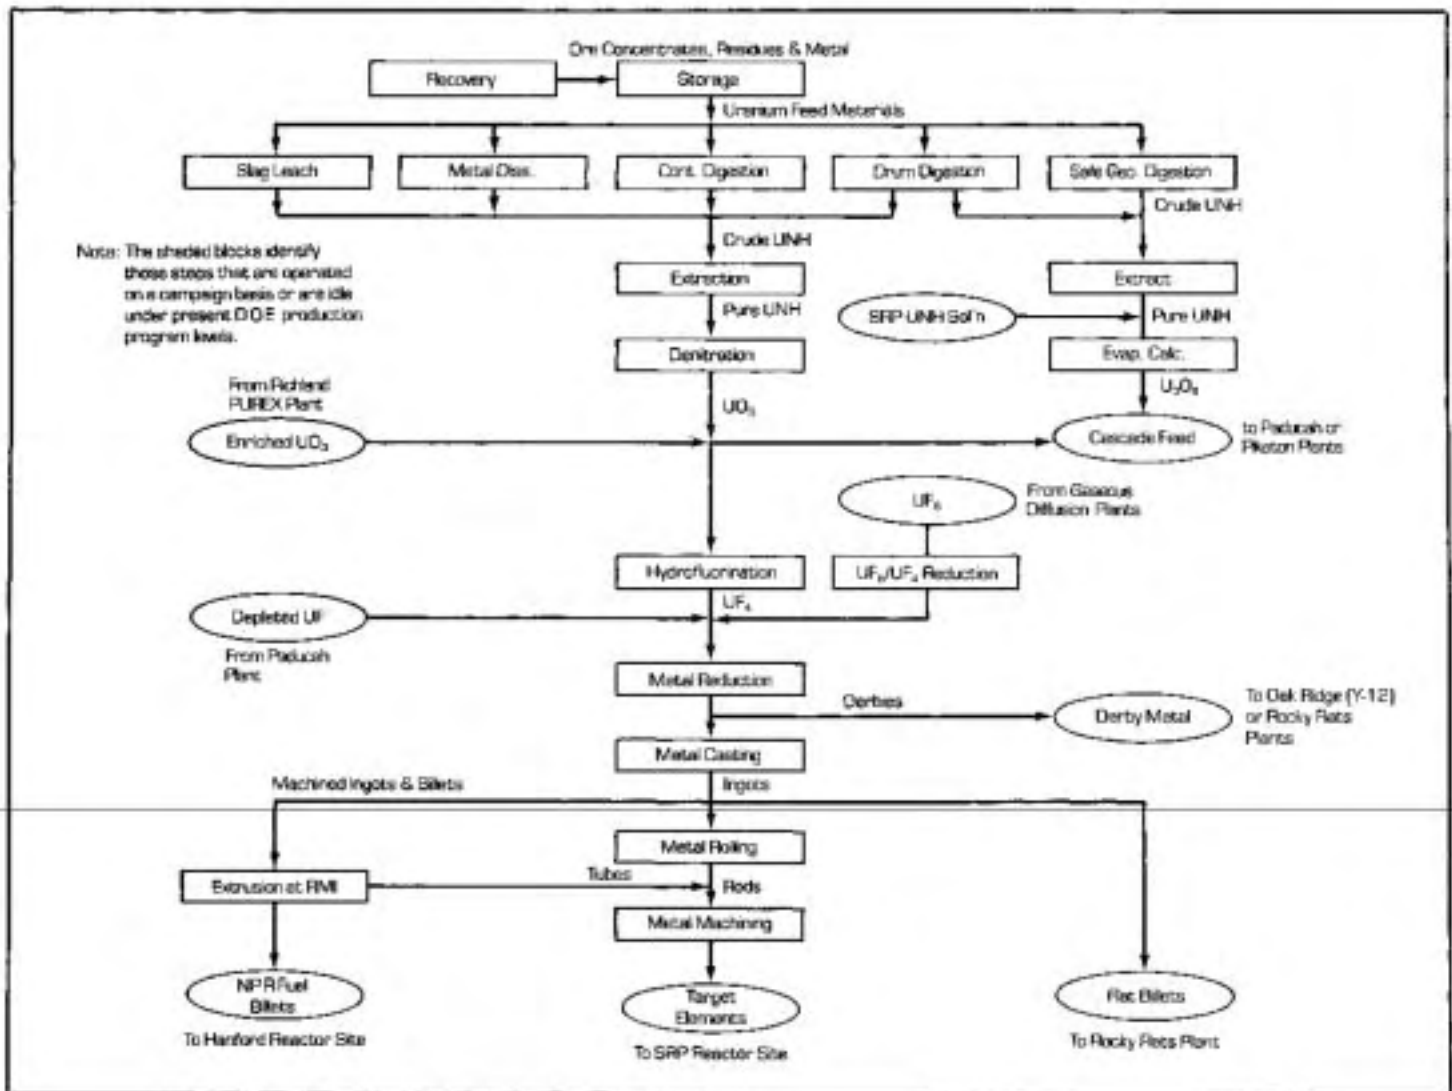 Ore Concentrates, Residues & Metal
Recovery
Storage
Uranium Feed Materials
Slag Leach
Metal Diss.
Cont. Digestion
Drum Digestion
Safe Geo. Digestion
Crude UNH
Crude UNH
Note: The shaded blocks identify
those steps that are operated
on a campaign basis or are idle
under present D.O.E. production
program levels.
Extraction
Extract
Pure UNH
SRP UNH Sol'n
Pure UNH
Denitration
Evap. Calc.
From Richland
PUREX Plant
UO₃
U₃O₈
Enriched UO₃
Cascade Feed
to Paducah or
Piketon Plants
UF₆
From Gaseous
Diffusion Plants
Hydrofluorination
UF₆/UF₄ Reduction
UF₄
Depleted UF
From Paducah
Plant
Metal Reduction
Derbies
Derby Metal
To Oak Ridge (Y-12)
or Rocky Flats
Plants
Metal Casting
Machined Ingots & Billets
Ingots
Metal Rolling
Extrusion at RMI
Tubes
Rods
Metal Machining
NPR Fuel
Billets
Target
Elements
Flat Billets
To Hanford Reactor Site
To SRP Reactor Site
To Rocky Flats Plant